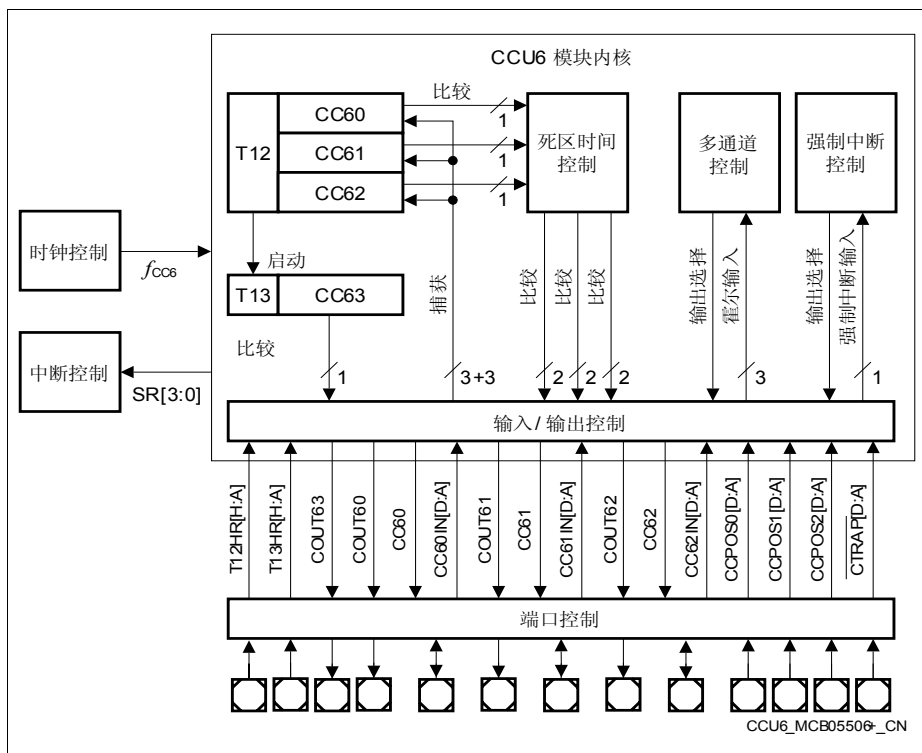 CCU6 模块内核
比较
CC60
1
T12
CC61
1
死区时间
控制
多通道
控制
强制中断
控制
CC62
1
时钟控制
fCC6
启动
T13
CC63
捕获
比较
比较
比较
输出选择
霍尔输入
输出选择
强制中断输入
比较
中断控制
SR[3:0]
1
3+3
2
2
2
3
1
输入/输出控制
T12HR[H:A]
T13HR[H:A]
COUT63
COUT60
CC60
CC60IN[D:A]
COUT61
CC61
CC61IN[D:A]
COUT62
CC62
CC62IN[D:A]
CCPOS0[D:A]
CCPOS1[D:A]
CCPOS2[D:A]
CTRAP[D:A]
端口控制
CCU6_MCB05506+_CN